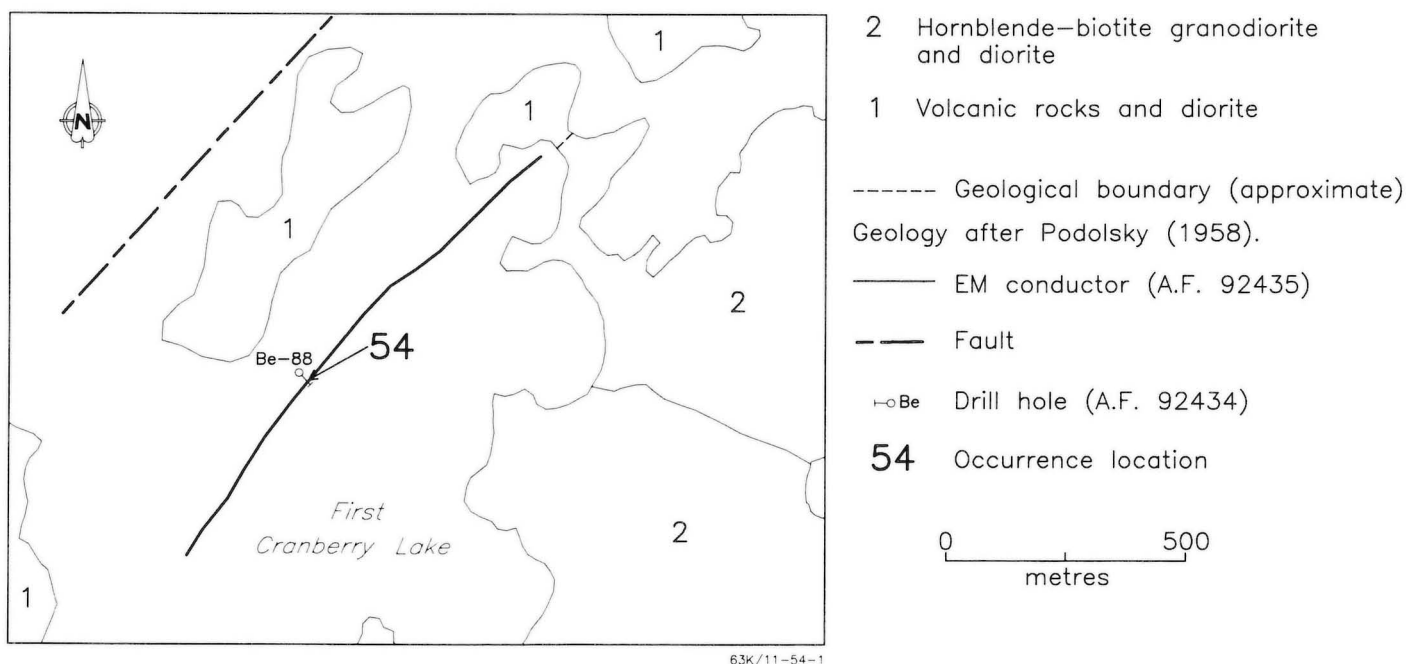 1
1
N
1
2
Be-88
54
First
Cranberry Lake
2
1
63K/11-54-1
2 Hornblende-biotite granodiorite
and diorite
1 Volcanic rocks and diorite
Geological boundary (approximate)
Geology after Podolsky (1958).
EM conductor (A.F. 92435)
Fault
Be Drill hole (A.F. 92434)
54 Occurrence location
0 500
metres